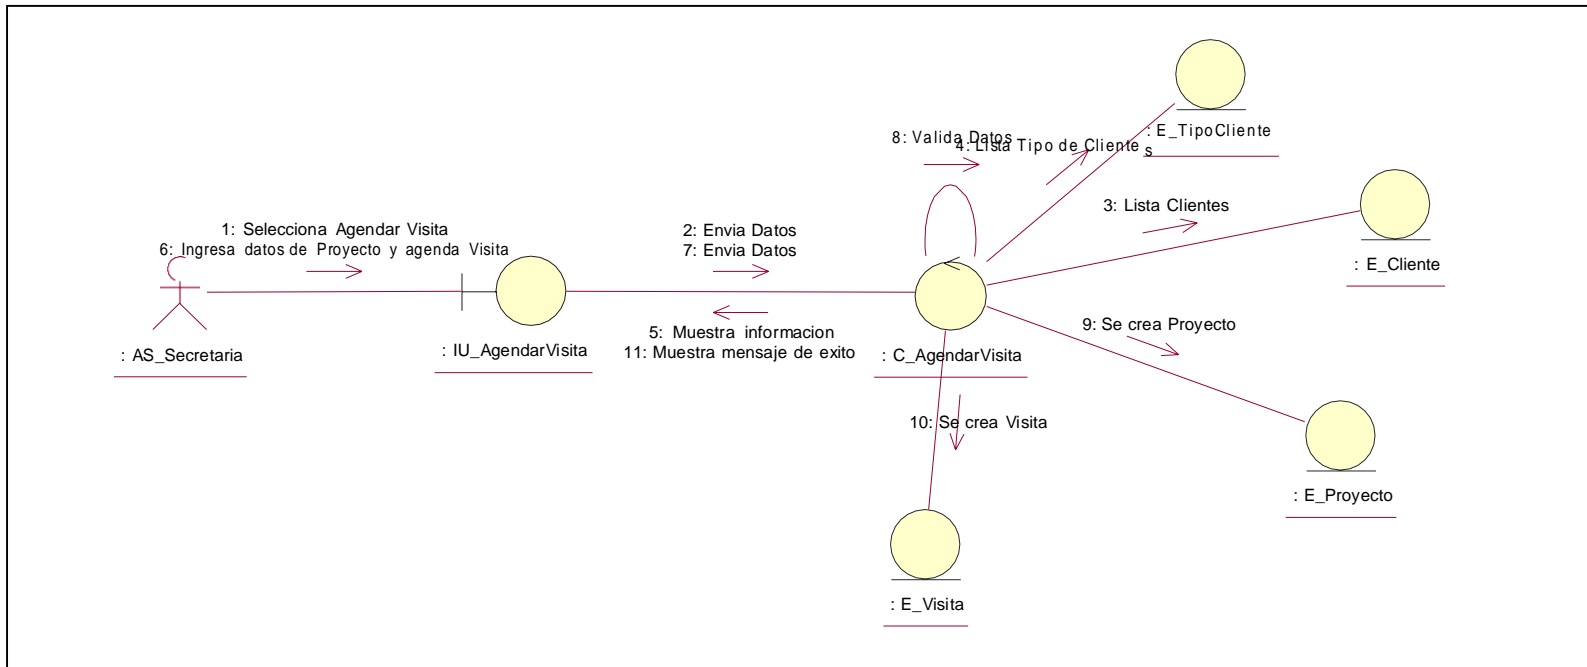 8: Valida Datos
4: Lista Tipo de Clientes
: E_TipoCliente
3: Lista Clientes
: E_Cliente
1: Selecciona Agendar Visita
6: Ingresa datos de Proyecto y agenda Visita
2: Envia Datos
7: Envia Datos
5: Muestra informacion
11: Muestra mensaje de exito
: AS_Secretaria
: IU_AgendarVisita
: C_AgendarVisita
9: Se crea Proyecto
10: Se crea Visita
: E_Proyecto
: E_Visita